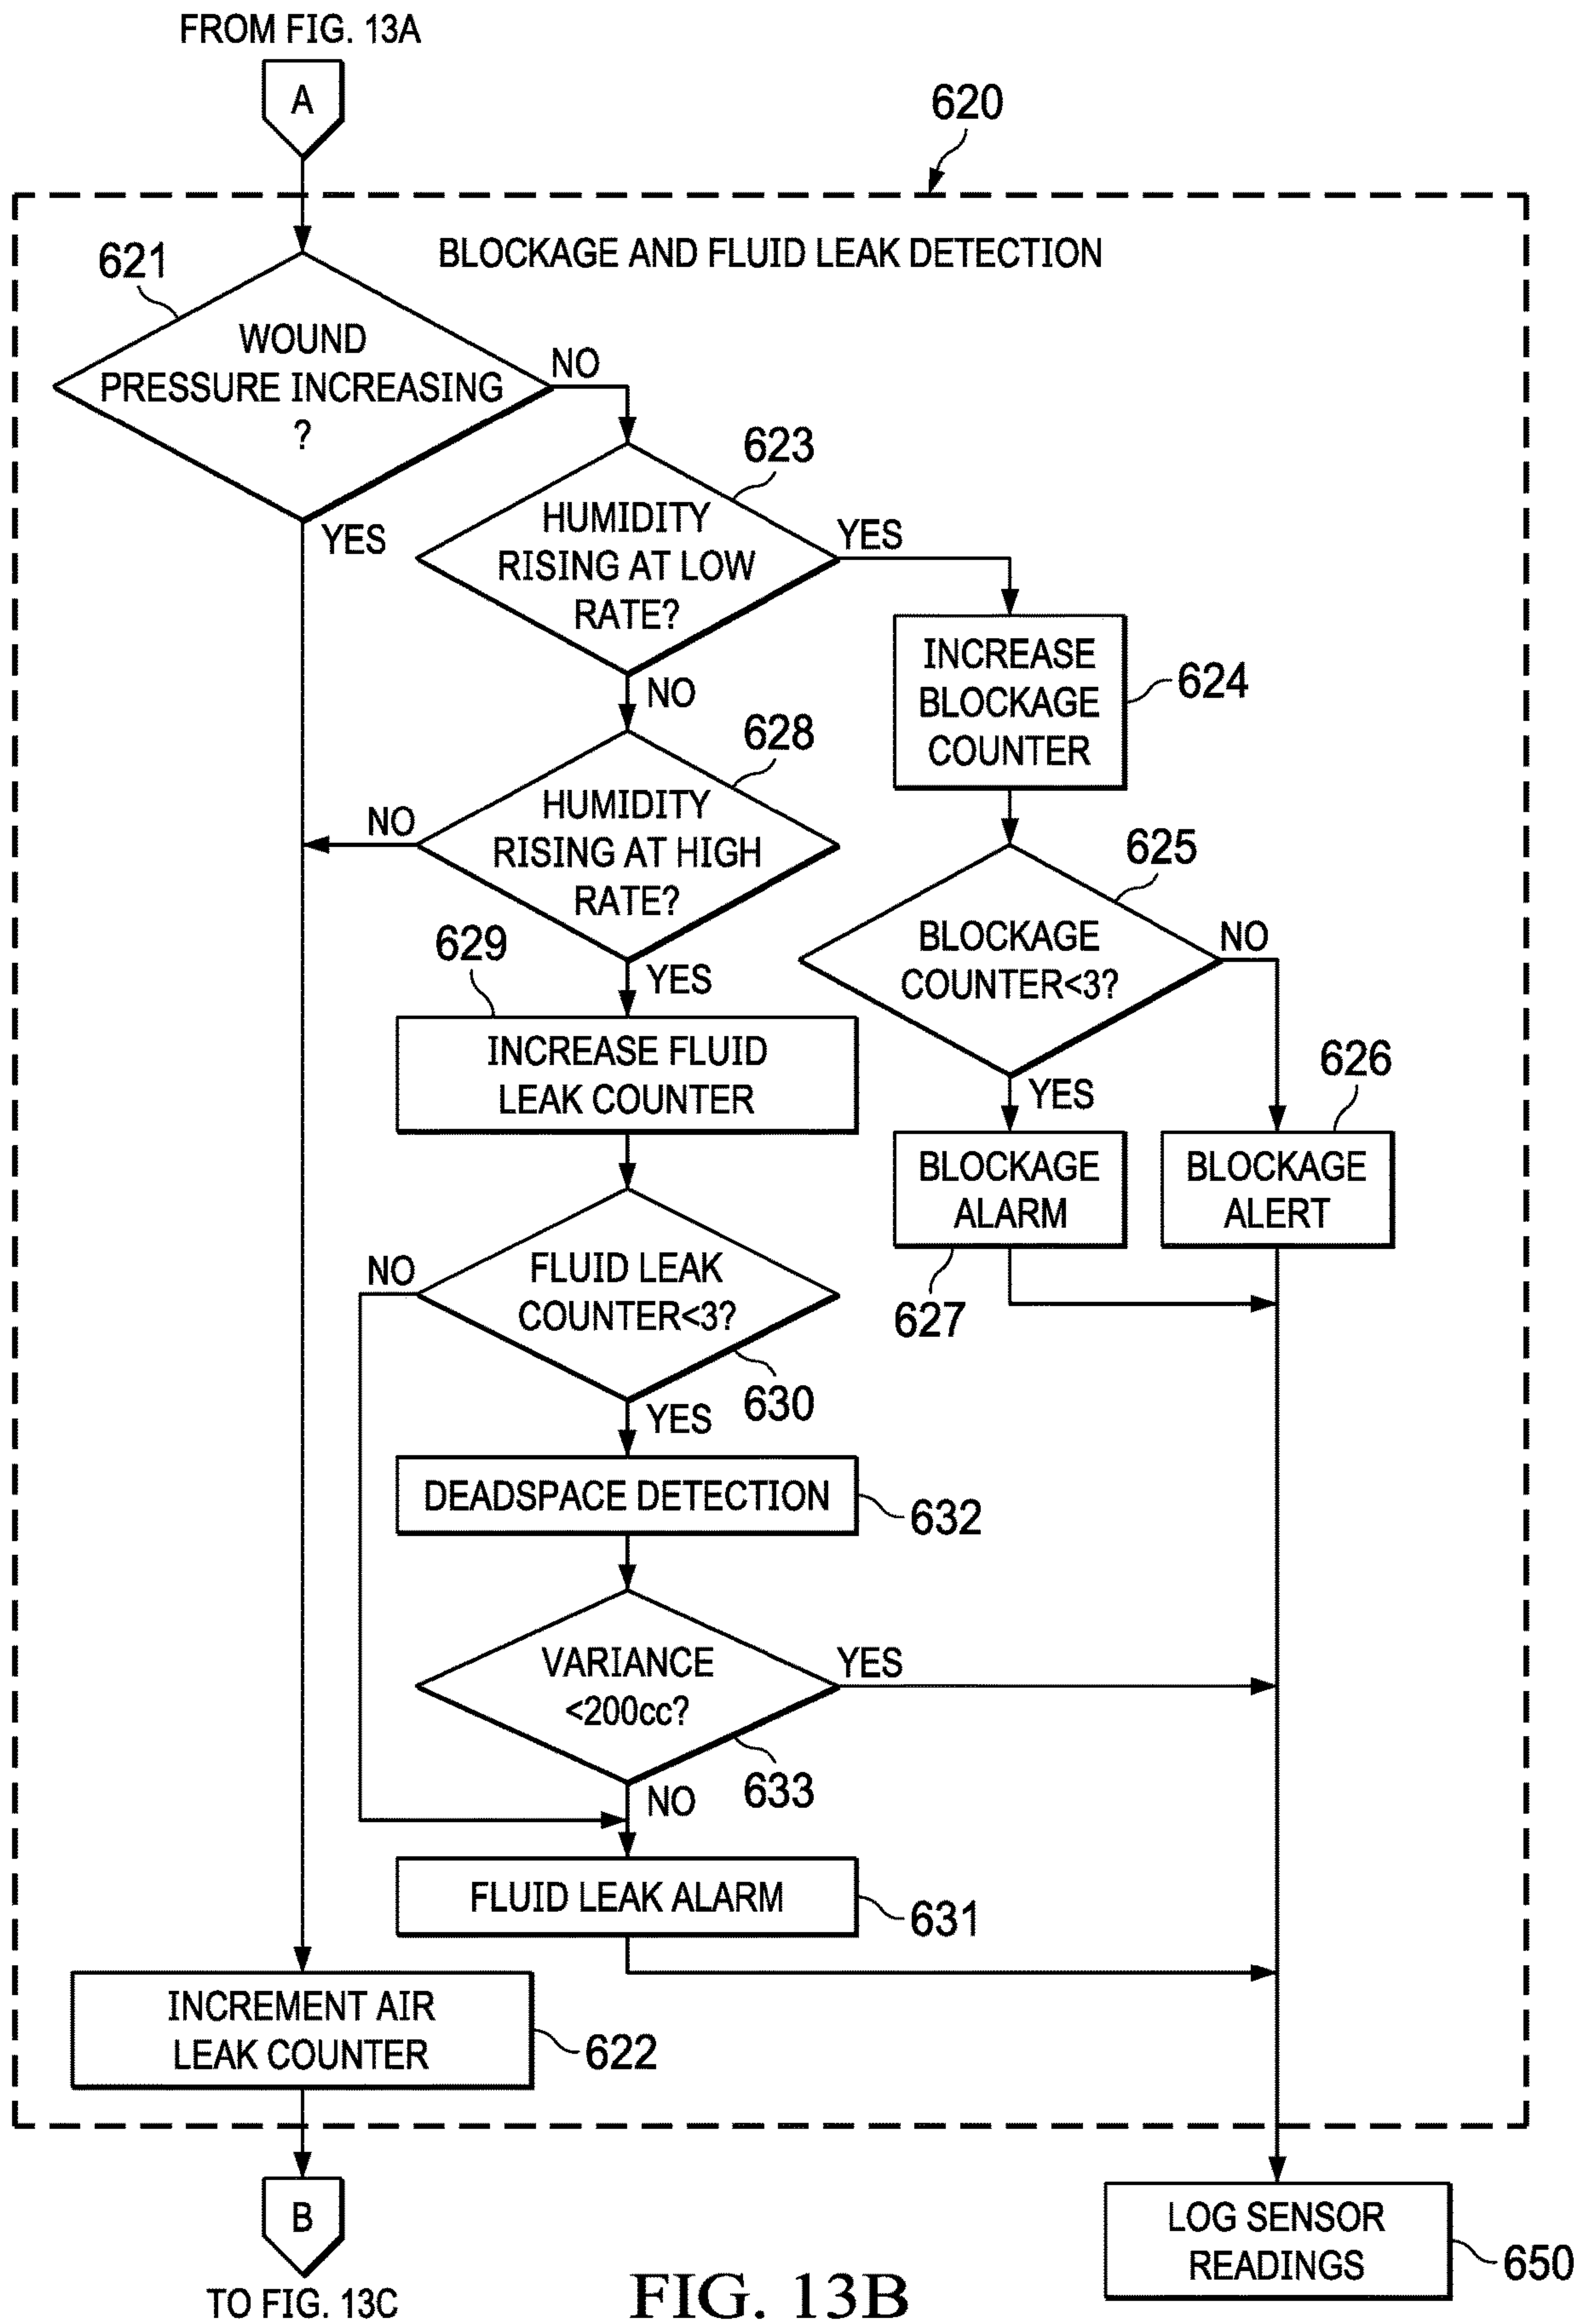 FROM FIG. 13A
A
620
BLOCKAGE AND FLUID LEAK DETECTION
621
WOUND
PRESSURE INCREASING
?
NO
YES
623
HUMIDITY
RISING AT LOW
RATE?
YES
NO
INCREASE
BLOCKAGE
COUNTER
624
628
HUMIDITY
RISING AT HIGH
RATE?
NO
YES
625
BLOCKAGE
COUNTER<3?
NO
YES
629
INCREASE FLUID
LEAK COUNTER
626
BLOCKAGE
ALARM
627
BLOCKAGE
ALERT
FLUID LEAK
COUNTER<3?
NO
630
YES
DEADSPACE DETECTION
632
VARIANCE
<200cc?
YES
633
NO
FLUID LEAK ALARM
631
INCREMENT AIR
LEAK COUNTER
622
B
TO FIG. 13C
LOG SENSOR
READINGS
650
FIG. 13B